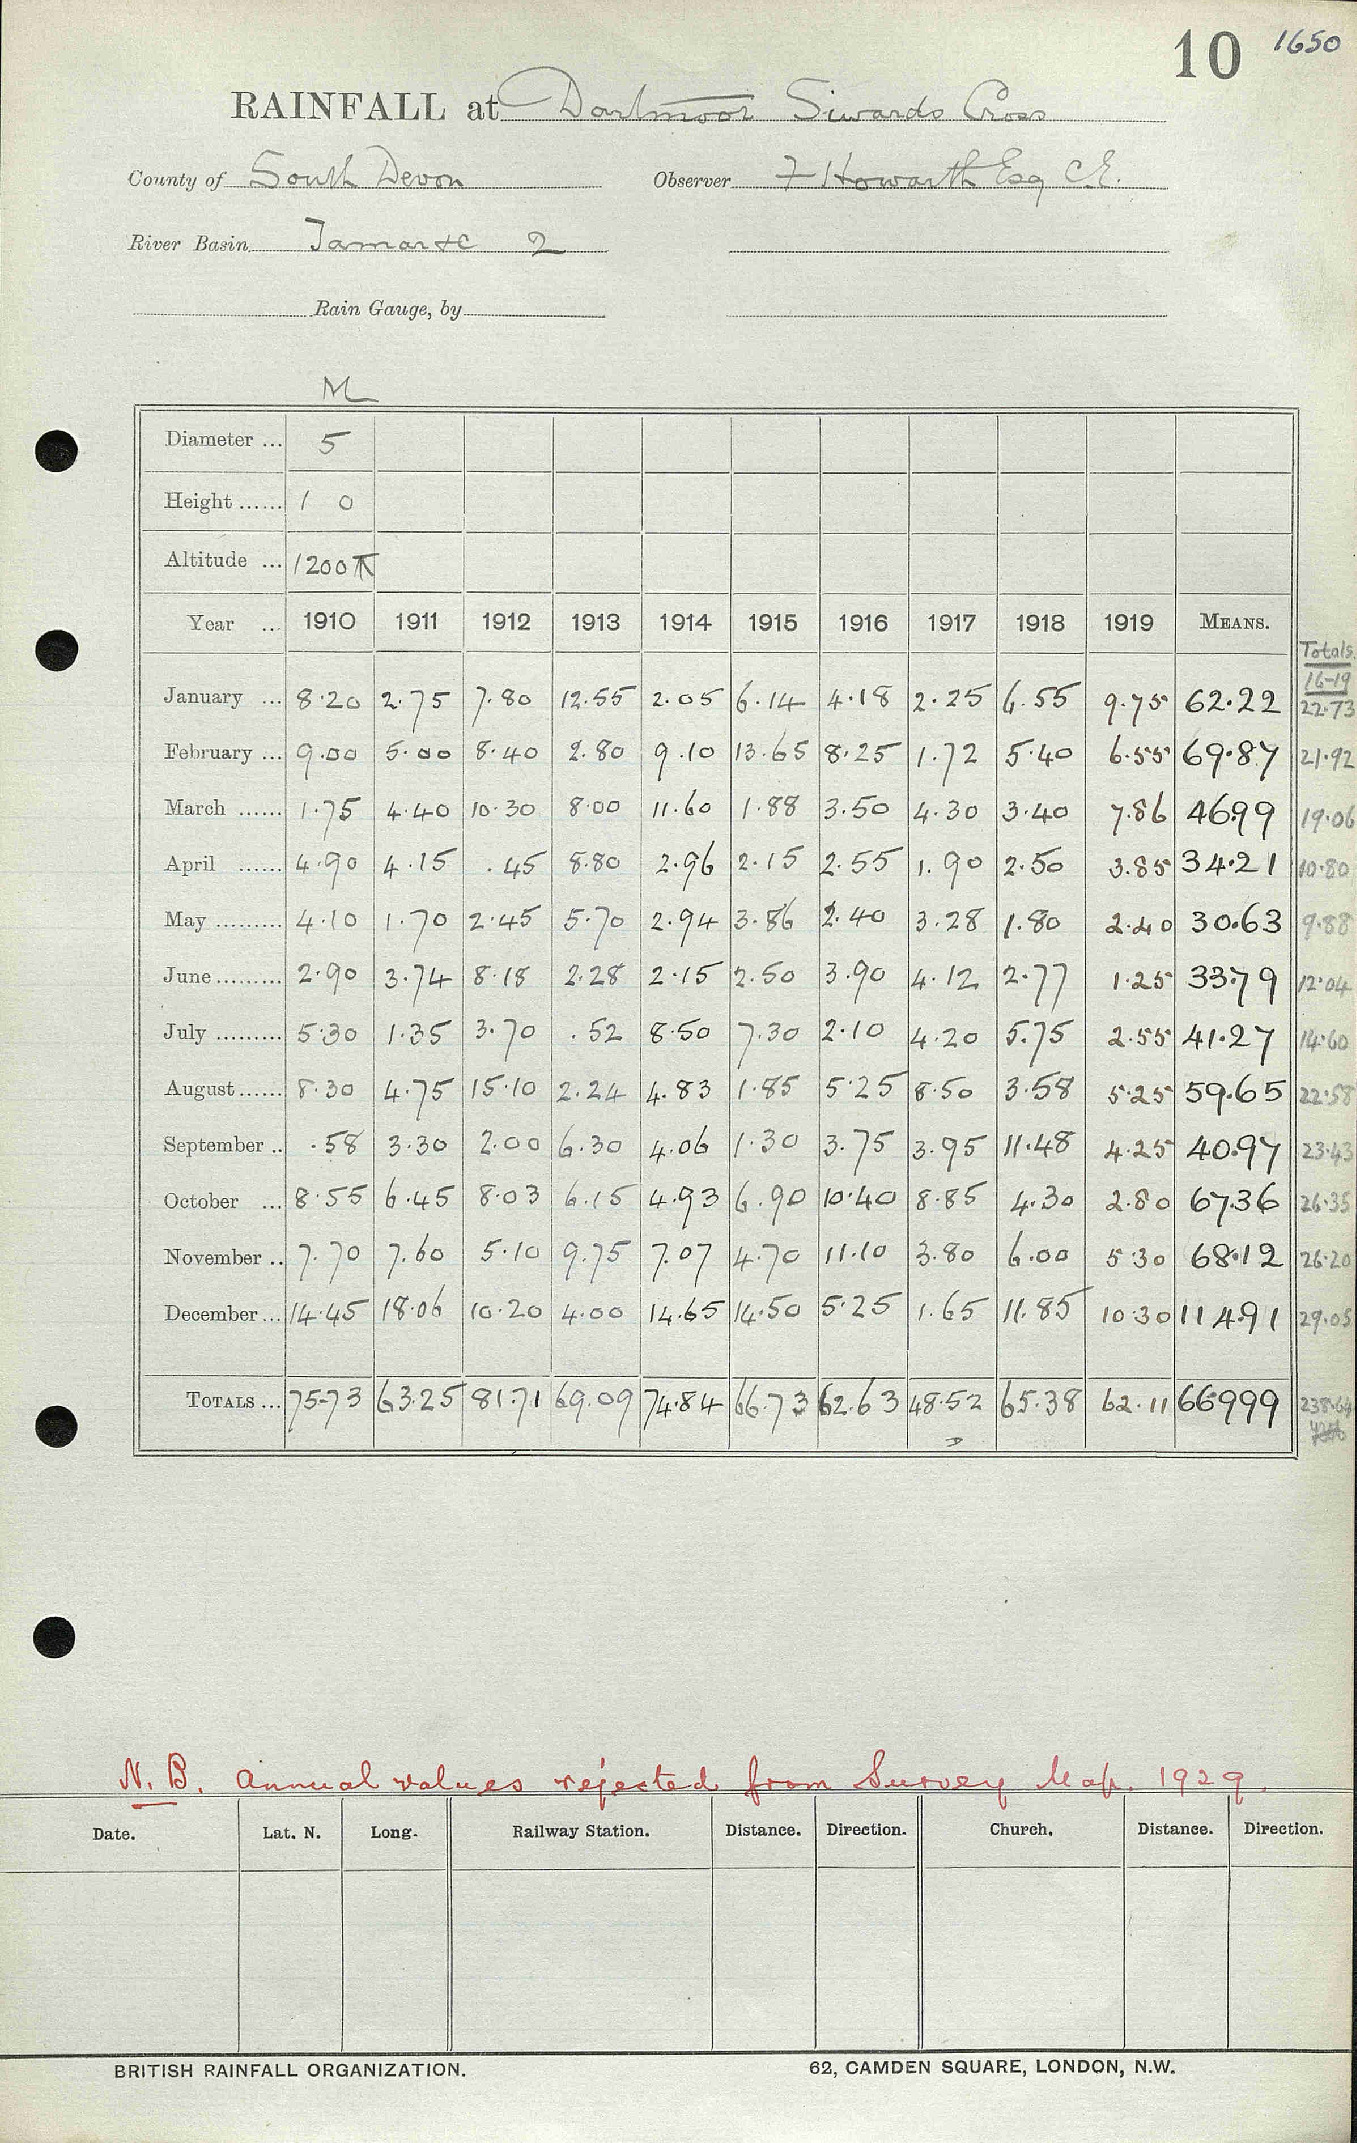 10 1650
RAINFALL at Dartmoor Siwards Cross
County of South Devon Observer F Howarth Esq C.E.
River Basin Tamar &c 2
Rain Gauge, by
M
Diameter ... 5
Height ...... 1 0
Altitude ... 1200
Year .. 1910 1911 1912 1913 1914 1915 1916 1917 1918 1919 MEANS. Totals
16-19
January ... 8.20 2.75 7.80 12.55 2.05 6.14 4.18 2.25 6.55 9.75 62.22 22.73
February ... 9.00 5.00 8.40 2.80 9.10 13.65 8.25 1.72 5.40 6.55 69.87 21.92
March ...... 1.75 4.40 10.30 8.00 11.60 1.88 3.50 4.30 3.40 7.86 46.99 19.06
April ...... 4.90 4.15 .45 8.80 2.96 2.15 2.55 1.90 2.50 3.85 34.21 10.80
May ......... 4.10 1.70 2.45 5.70 2.94 3.86 2.40 3.28 1.80 2.40 30.63 9.88
June ......... 2.90 3.74 8.18 2.28 2.15 2.50 3.90 4.12 2.77 1.25 33.79 12.04
July ......... 5.30 1.35 3.70 .52 8.50 7.30 2.10 4.20 5.75 2.55 41.27 14.60
August ...... 8.30 4.75 15.10 2.24 4.83 1.85 5.25 8.50 3.58 5.25 59.65 22.58
September .. .58 3.30 2.00 6.30 4.06 1.30 3.75 3.95 11.48 4.25 40.97 23.43
October ... 8.55 6.45 8.03 6.15 4.93 6.90 10.40 8.85 4.30 2.80 67.36 26.35
November .. 7.70 7.60 5.10 9.75 7.07 4.70 11.10 3.80 6.00 5.30 68.12 26.20
December ... 14.45 18.06 10.20 4.00 14.65 14.50 5.25 1.65 11.85 10.30 114.91 29.05
TOTALS ... 75.73 63.25 81.71 69.09 74.84 66.73 62.63 48.52 65.38 62.11 669.99 238.64
N.B. Annual values rejected from Survey Map. 1929.
Date. Lat. N. Long. Railway Station. Distance. Direction. Church. Distance. Direction.
BRITISH RAINFALL ORGANIZATION. 62, CAMDEN SQUARE, LONDON, N.W.